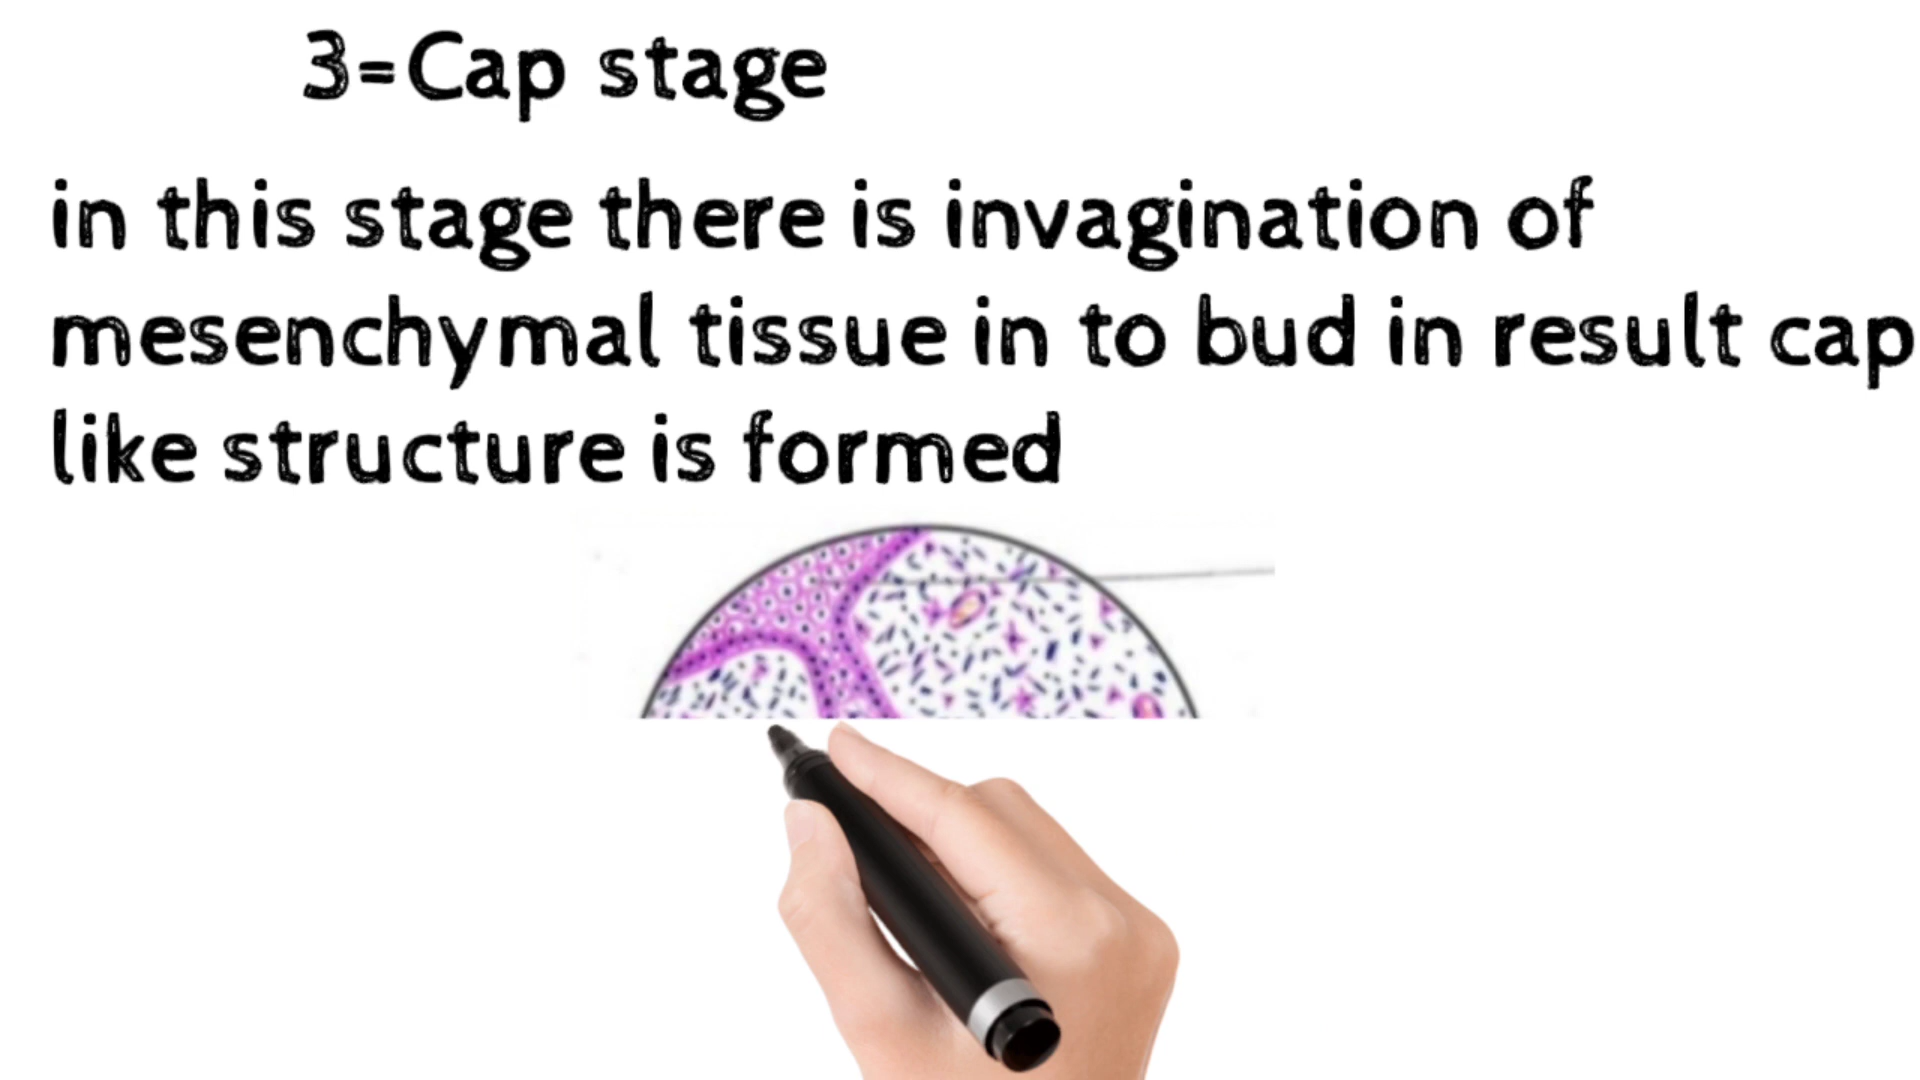 3=Cap stage
in this stage there is invagination of
mesenchymal tissue in to bud in result cap
like structure is formed